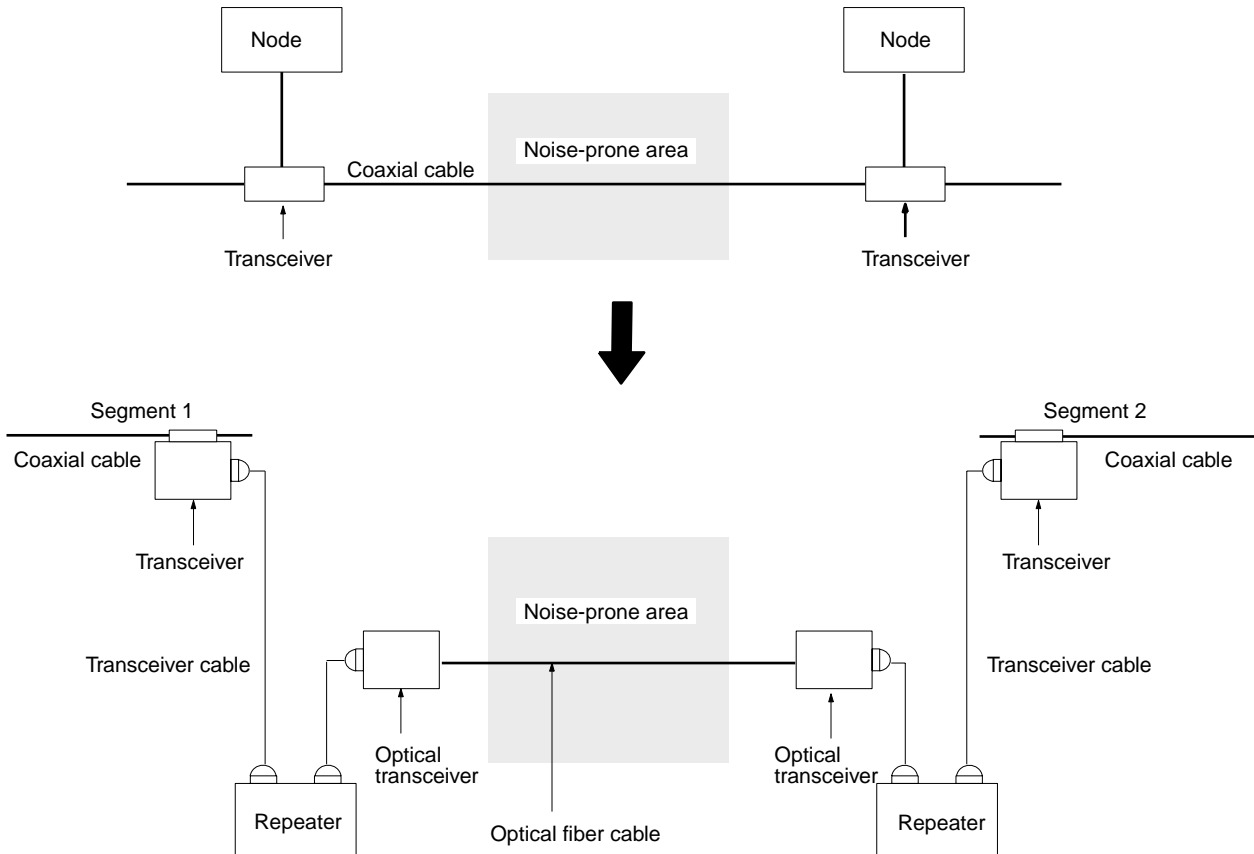 Node
Node
Noise-prone area
Coaxial cable
Transceiver
Transceiver
Segment 1
Segment 2
Coaxial cable
Coaxial cable
Transceiver
Transceiver
Noise-prone area
Transceiver cable
Transceiver cable
Optical
transceiver
Optical
transceiver
Repeater
Optical fiber cable
Repeater